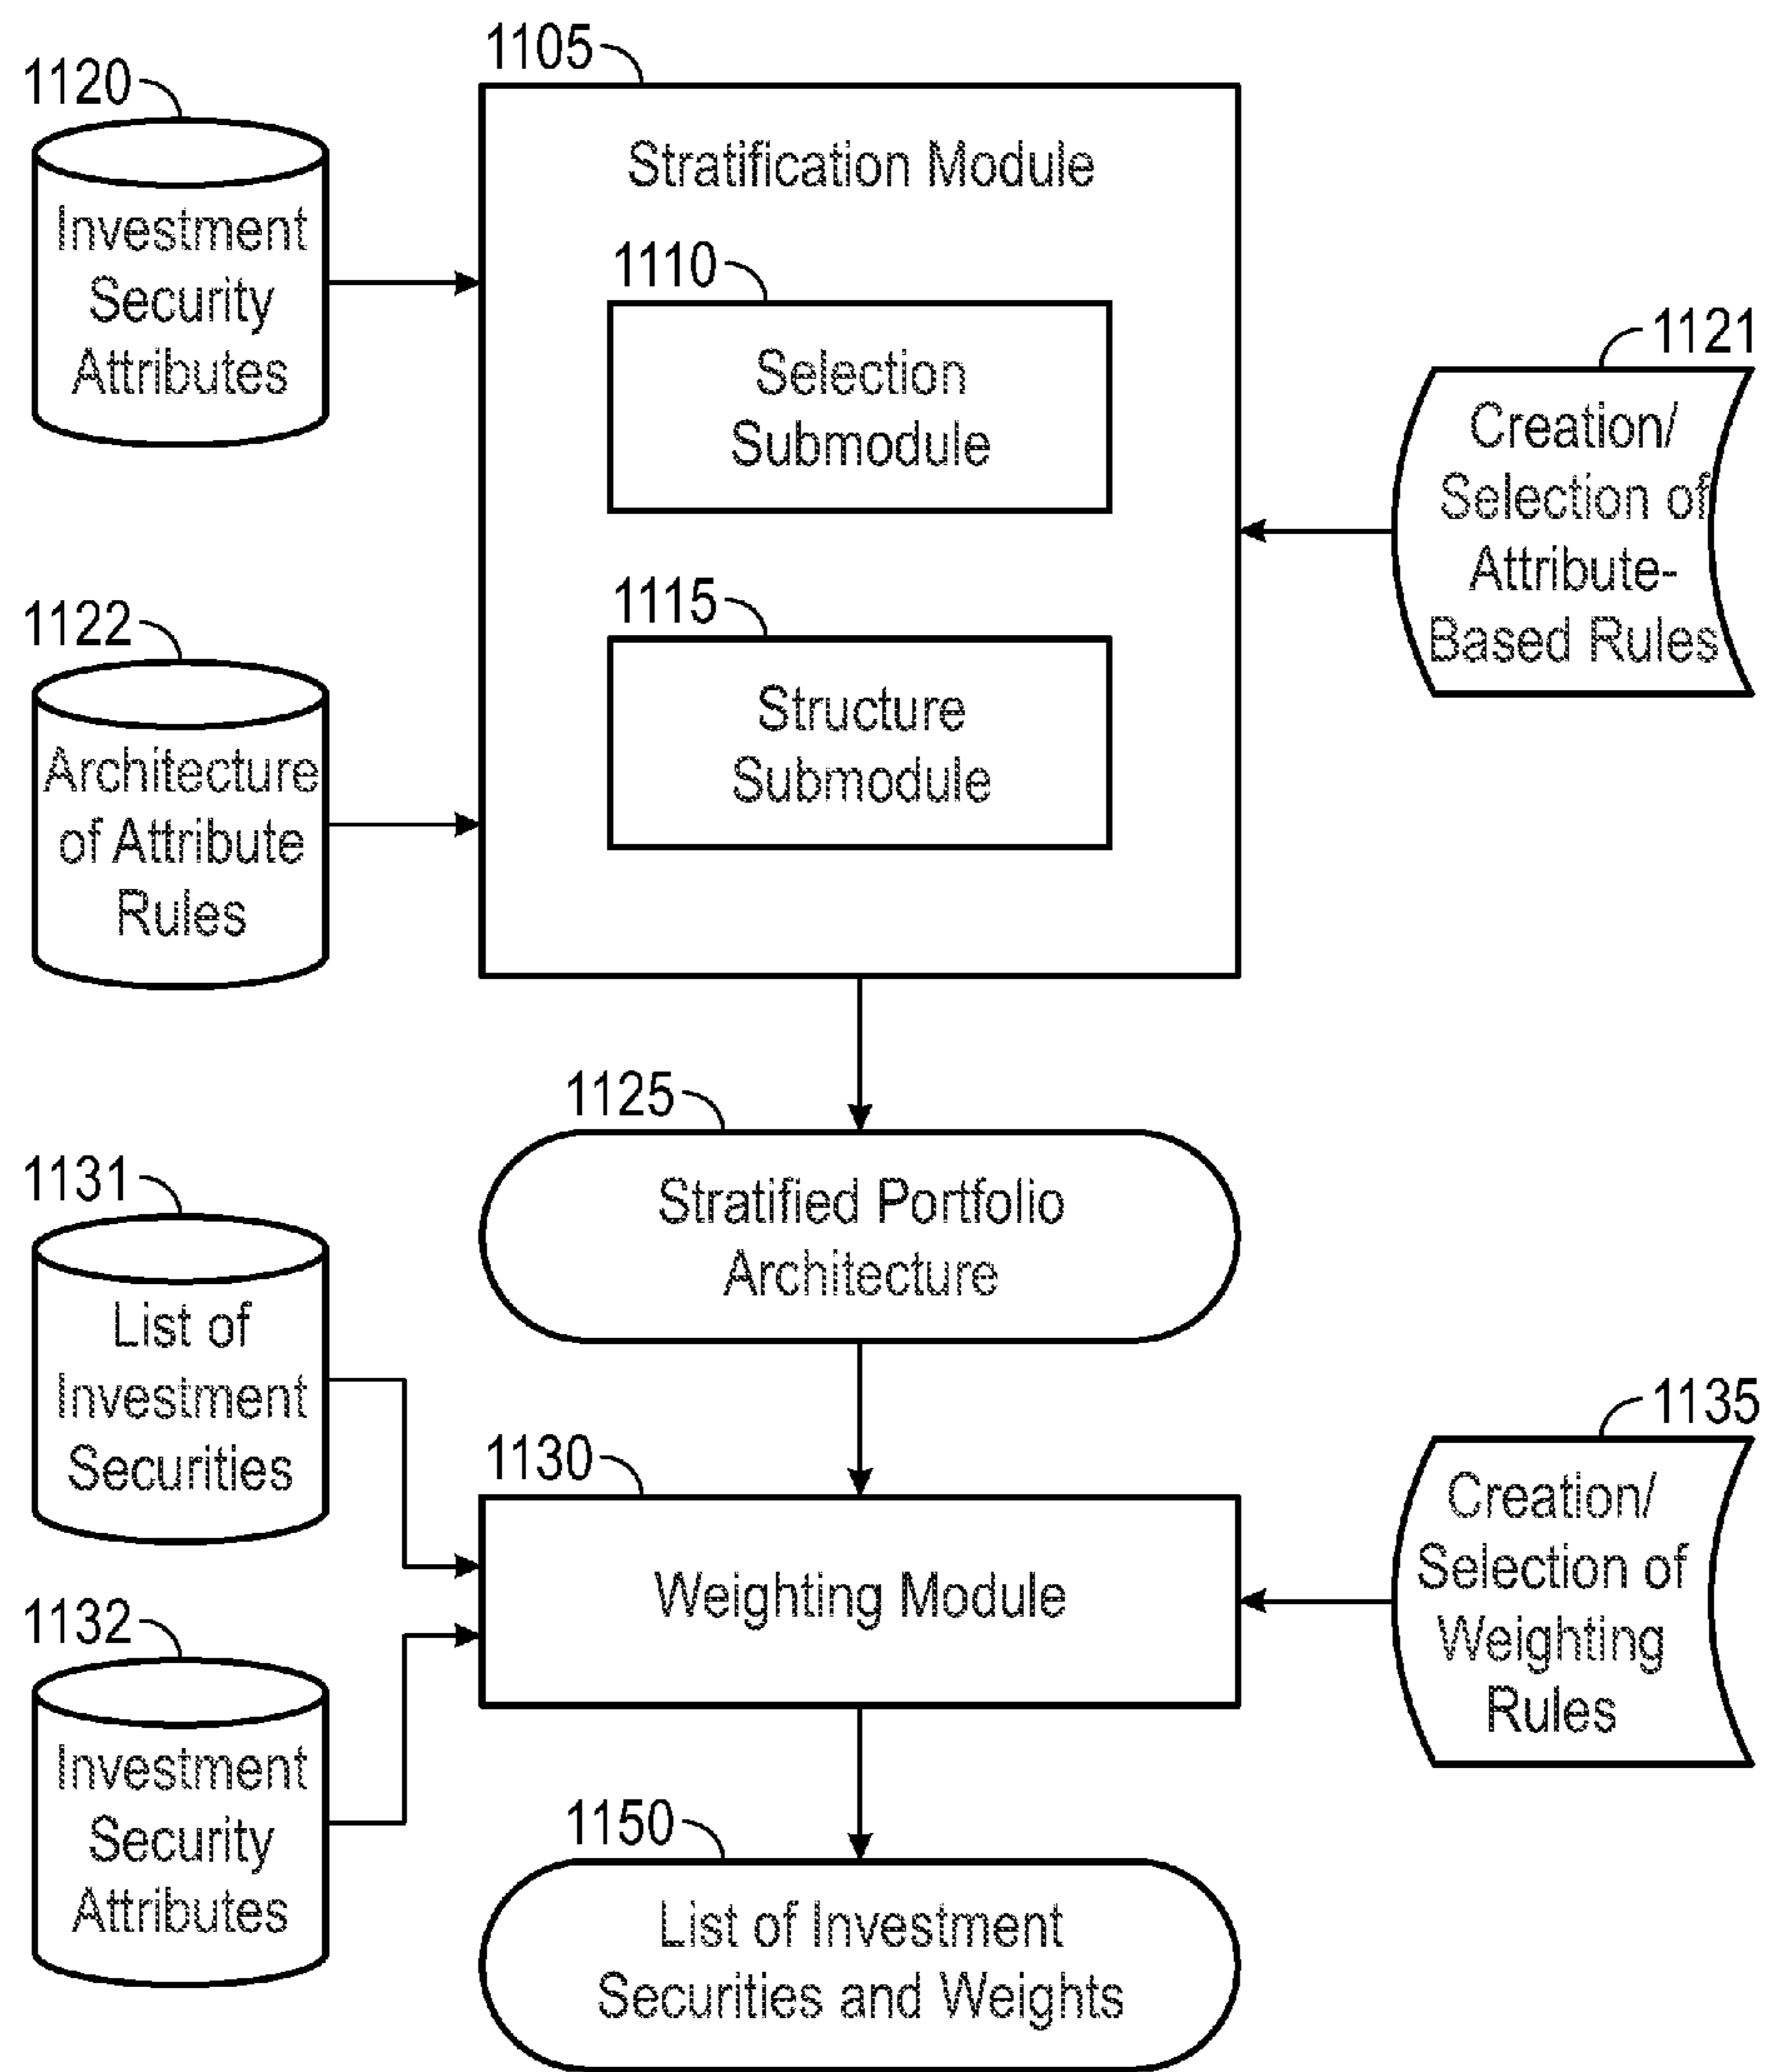 1105
1120
Investment
Security
Attributes
Stratification Module
1110
Selection
Submodule
1121
Creation/
Selection of
Attribute-
Based Rules
1122
Architecture
of Attribute
Rules
1115
Structure
Submodule
1125
Stratified Portfolio
Architecture
1131
List of
Investment
Securities
1130
Weighting Module
1135
Creation/
Selection of
Weighting
Rules
1132
Investment
Security
Attributes
1150
List of Investment
Securities and Weights